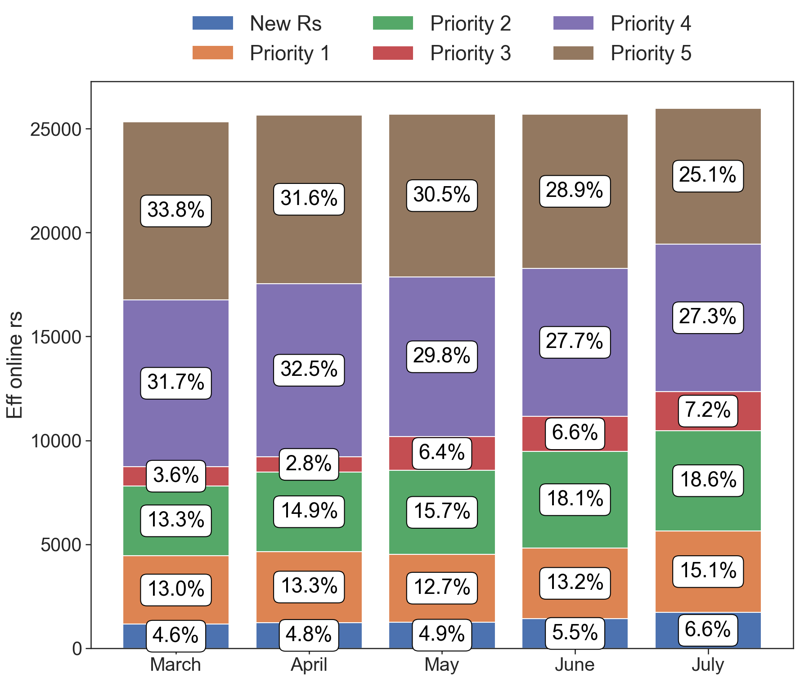 New Rs Priority 2 Priority 4
Priority 1 Priority 3 Priority 5
Eff online rs
25000
20000
15000
10000
5000
0
33.8% 31.6% 30.5% 28.9% 25.1%
31.7% 32.5% 29.8% 27.7% 27.3%
3.6% 2.8% 6.4% 6.6% 7.2%
13.3% 14.9% 15.7% 18.1% 18.6%
13.0% 13.3% 12.7% 13.2% 15.1%
4.6% 4.8% 4.9% 5.5% 6.6%
March April May June July